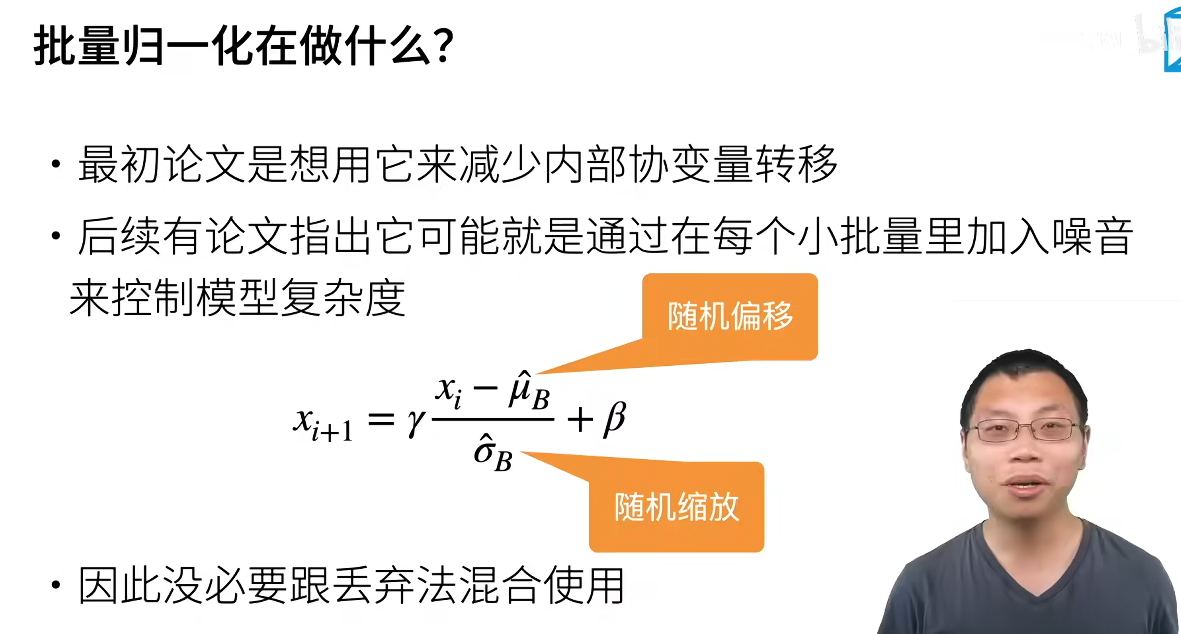 批量归一化在做什么？
• 最初论文是想用它来减少内部协变量转移
• 后续有论文指出它可能就是通过在每个小批量里加入噪音
来控制模型复杂度
随机偏移
x_{i+1} = γ \frac{x_i − \hat{μ}_B}{\hat{σ}_B} + β
随机缩放
• 因此没必要跟丢弃法混合使用